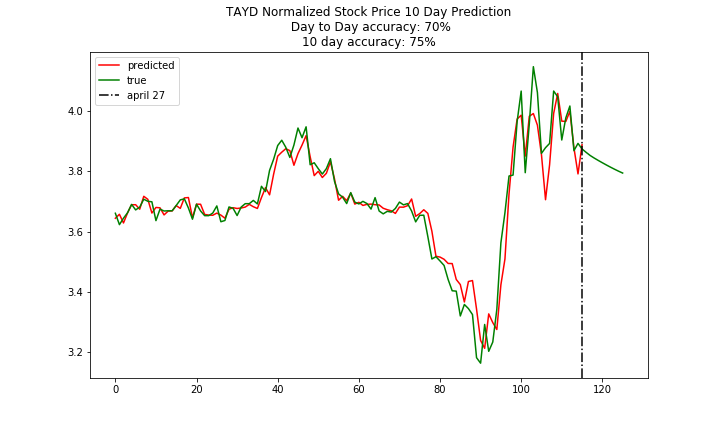 TAYD Normalized Stock Price 10 Day Prediction
Day to Day accuracy: 70%
10 day accuracy: 75%
predicted
true
april 27
4.0
3.8
3.6
3.4
3.2
0 20 40 60 80 100 120